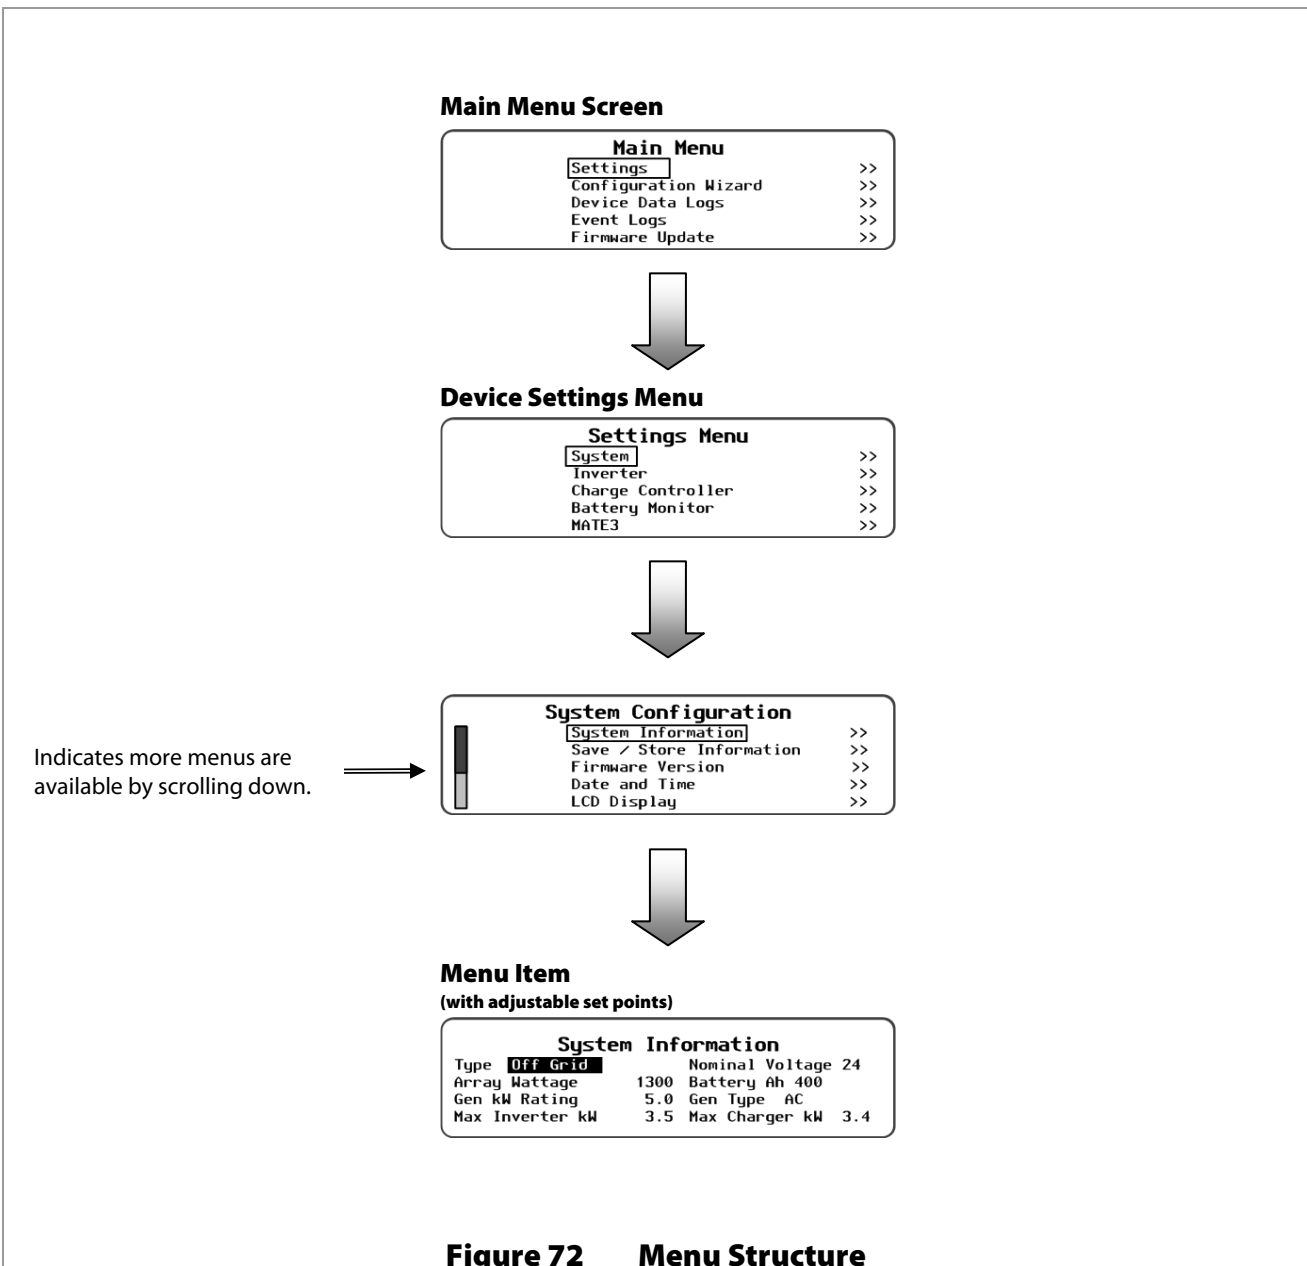 Main Menu Screen
Main Menu
Settings >>
Configuration Wizard >>
Device Data Logs >>
Event Logs >>
Firmware Update >>
Device Settings Menu
Settings Menu
System >>
Inverter >>
Charge Controller >>
Battery Monitor >>
MATE3 >>
System Configuration
System Information >>
Save / Store Information >>
Firmware Version >>
Date and Time >>
LCD Display >>
Indicates more menus are
available by scrolling down.
Menu Item
(with adjustable set points)
System Information
Type Off Grid Nominal Voltage 24
Array Wattage 1300 Battery Ah 400
Gen kW Rating 5.0 Gen Type AC
Max Inverter kW 3.5 Max Charger kW 3.4
Figure 72 Menu Structure